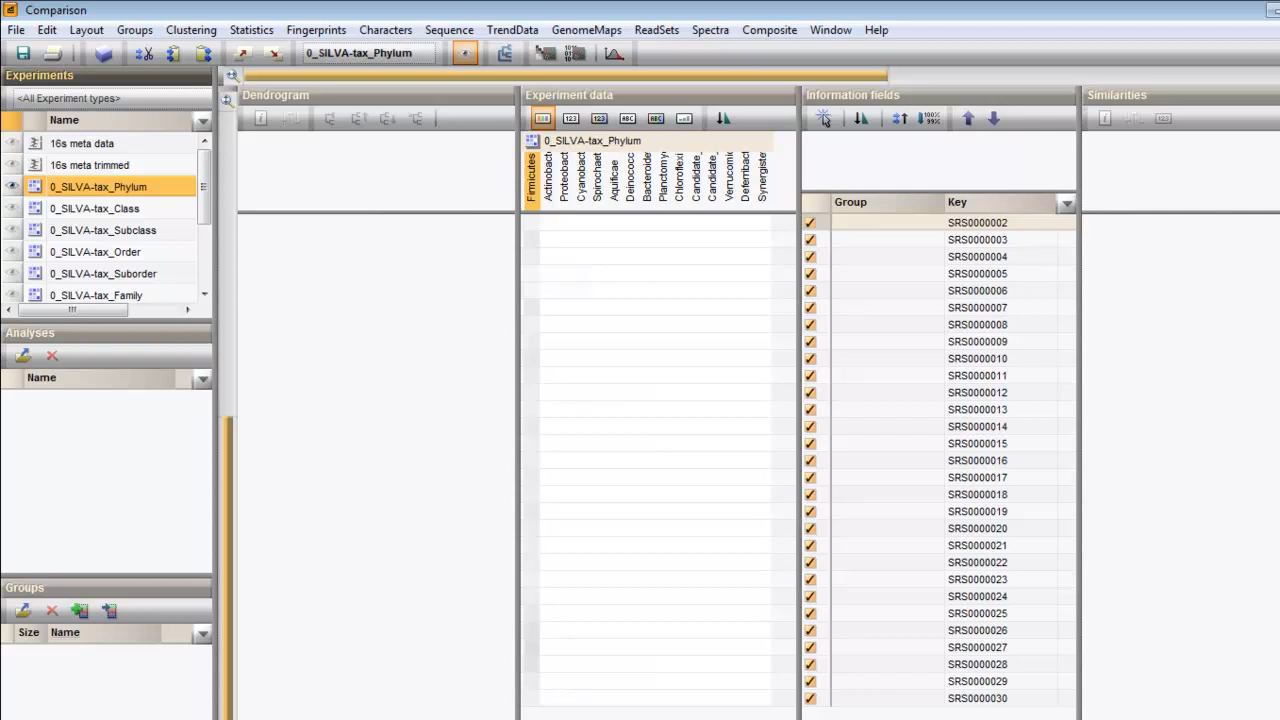 Comparison
File Edit Layout Groups Clustering Statistics Fingerprints Characters Sequence TrendData GenomeMaps ReadSets Spectra Composite Window Help
0_SILVA-tax_Phylum
Experiments
<All Experiment types>
Name
16s meta data
16s meta trimmed
0_SILVA-tax_Phylum
0_SILVA-tax_Class
0_SILVA-tax_Subclass
0_SILVA-tax_Order
0_SILVA-tax_Suborder
0_SILVA-tax_Family
Analyses
Name
Groups
Size Name
Dendrogram
Experiment data
0_SILVA-tax_Phylum
Firmicutes
Actinobact
Proteobact
Cyanobact
Spirochaet
Aquificae
Bacteroide
Planctomy
Chloroflexi
Candidate_
Candidate_
Verrucomic
Deferribact
Synergiste
Information fields
Group Key
SRS0000002
SRS0000003
SRS0000004
SRS0000005
SRS0000006
SRS0000007
SRS0000008
SRS0000009
SRS0000010
SRS0000011
SRS0000012
SRS0000013
SRS0000014
SRS0000015
SRS0000016
SRS0000017
SRS0000018
SRS0000019
SRS0000020
SRS0000021
SRS0000022
SRS0000023
SRS0000024
SRS0000025
SRS0000026
SRS0000027
SRS0000028
SRS0000029
SRS0000030
Similarities